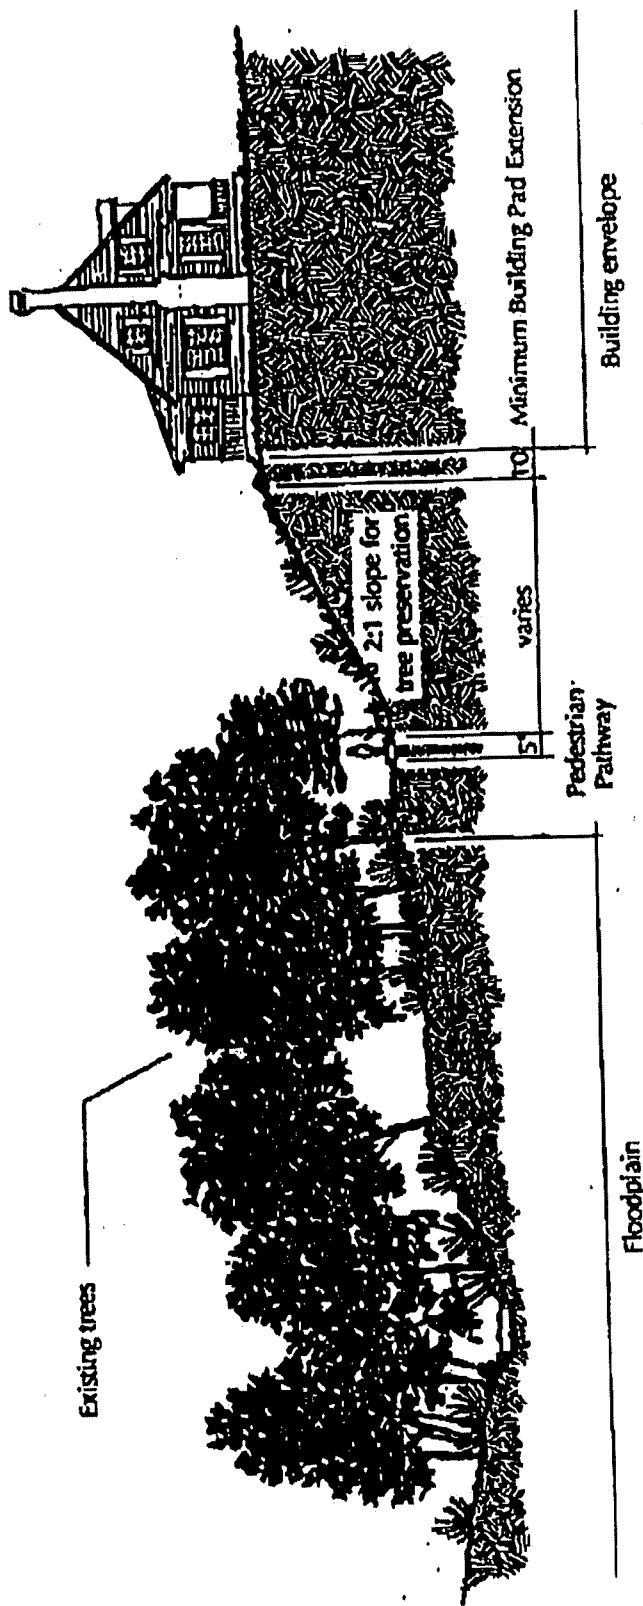 Existing trees
2:1 slope for
tree preservation
5'
varies
10' Minimum Building Pad Extension
Pedestrian
Pathway
Floodplain
Building envelope